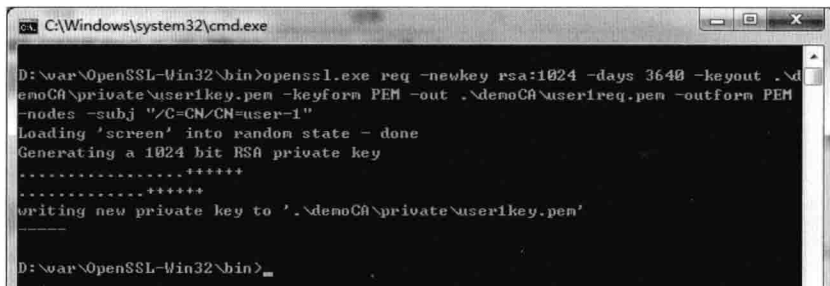 C:\Windows\system32\cmd.exe
D:\var\OpenSSL-Win32\bin>openssl.exe req -newkey rsa:1024 -days 3640 -keyout .\d
emoCA\private\user1key.pem -keyform PEM -out .\demoCA\user1req.pem -outform PEM
-nodes -subj "/C=CN/CN=user-1"
Loading 'screen' into random state - done
Generating a 1024 bit RSA private key
.................++++++
.............++++++
writing new private key to '.\demoCA\private\user1key.pem'
-----
D:\var\OpenSSL-Win32\bin>_